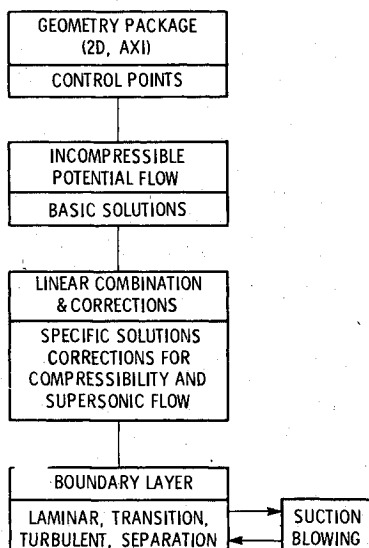 GEOMETRY PACKAGE
(2D, AXI)
CONTROL POINTS
INCOMPRESSIBLE
POTENTIAL FLOW
BASIC SOLUTIONS
LINEAR COMBINATION
& CORRECTIONS
SPECIFIC SOLUTIONS
CORRECTIONS FOR
COMPRESSIBILITY AND
SUPERSONIC FLOW
BOUNDARY LAYER
LAMINAR, TRANSITION,
TURBULENT, SEPARATION
SUCTION
BLOWING